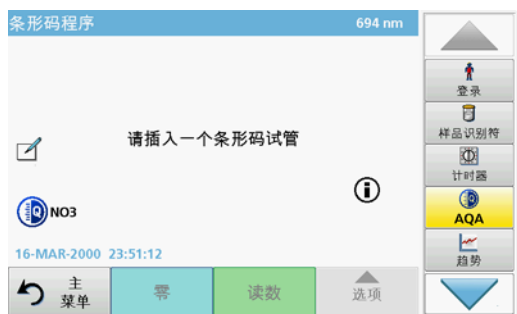 条形码程序 694 nm
登录
样品识别符
请插入一个条形码试管
计时器
NO3
AQA
16-MAR-2000 23:51:12
趋势
主菜单 零 读数 选项